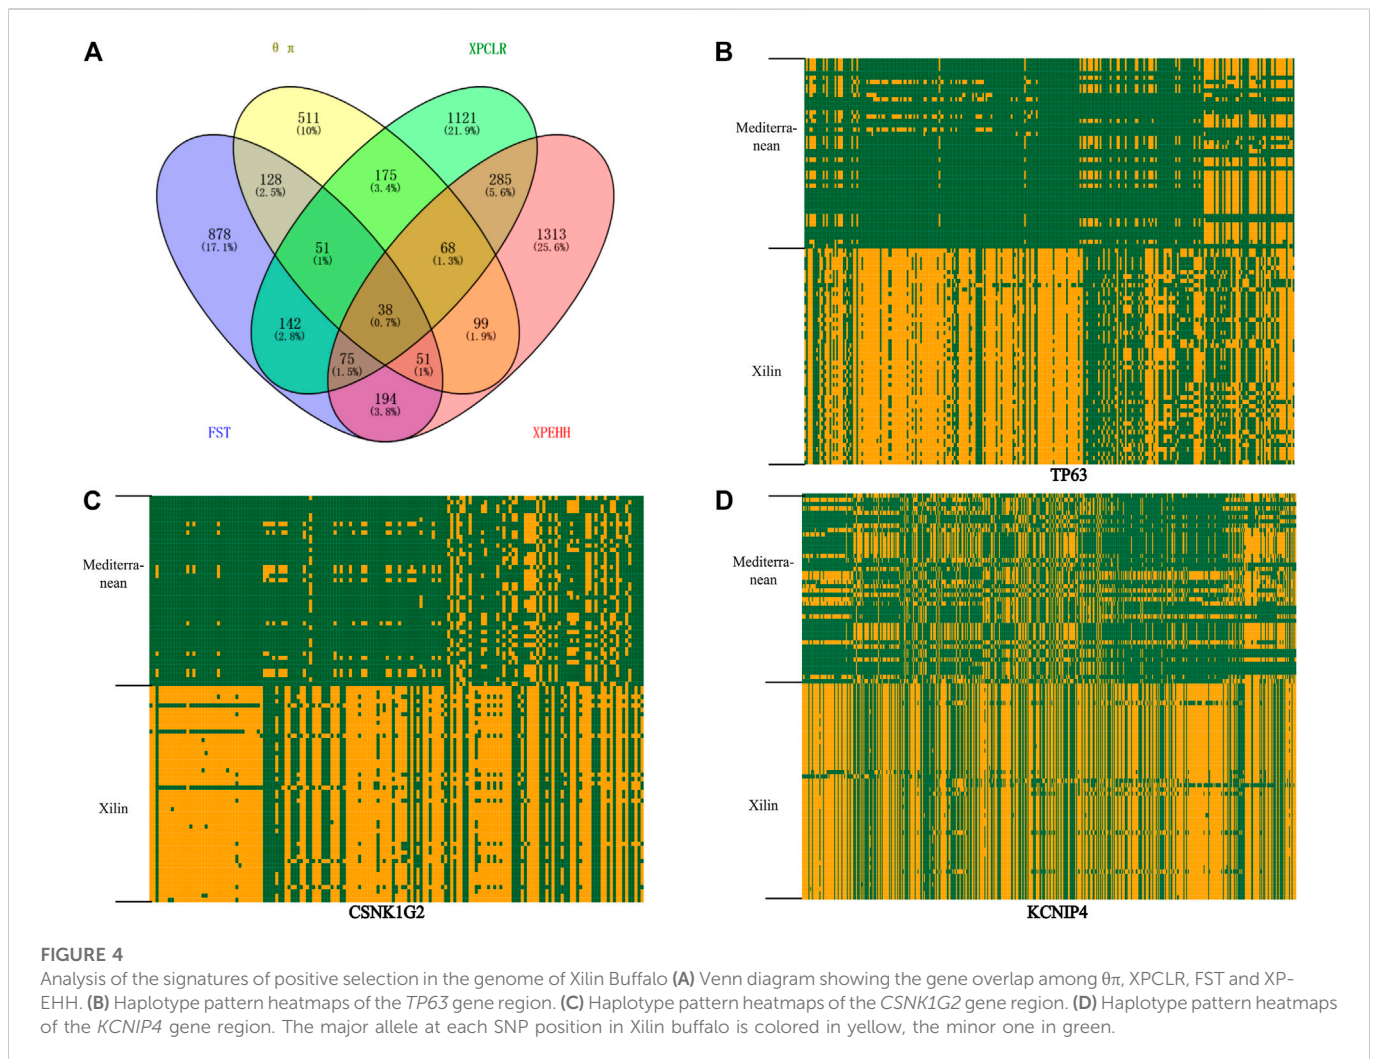 A
θ π
XPCLR
511
(10%)
1121
(21.9%)
128
(2.5%)
175
(3.4%)
285
(5.6%)
878
(17.1%)
51
(1%)
68
(1.3%)
1313
(25.6%)
38
(0.7%)
142
(2.8%)
99
(1.9%)
75
(1.5%)
51
(1%)
194
(3.8%)
FST
XPEHH
B
Mediterra-
nean
Xilin
TP63
C
Mediterra-
nean
Xilin
CSNK1G2
D
Mediterra-
nean
Xilin
KCNIP4
FIGURE 4
Analysis of the signatures of positive selection in the genome of Xilin Buffalo (A) Venn diagram showing the gene overlap among θπ, XPCLR, FST and XP-
EHH. (B) Haplotype pattern heatmaps of the TP63 gene region. (C) Haplotype pattern heatmaps of the CSNK1G2 gene region. (D) Haplotype pattern heatmaps
of the KCNIP4 gene region. The major allele at each SNP position in Xilin buffalo is colored in yellow, the minor one in green.